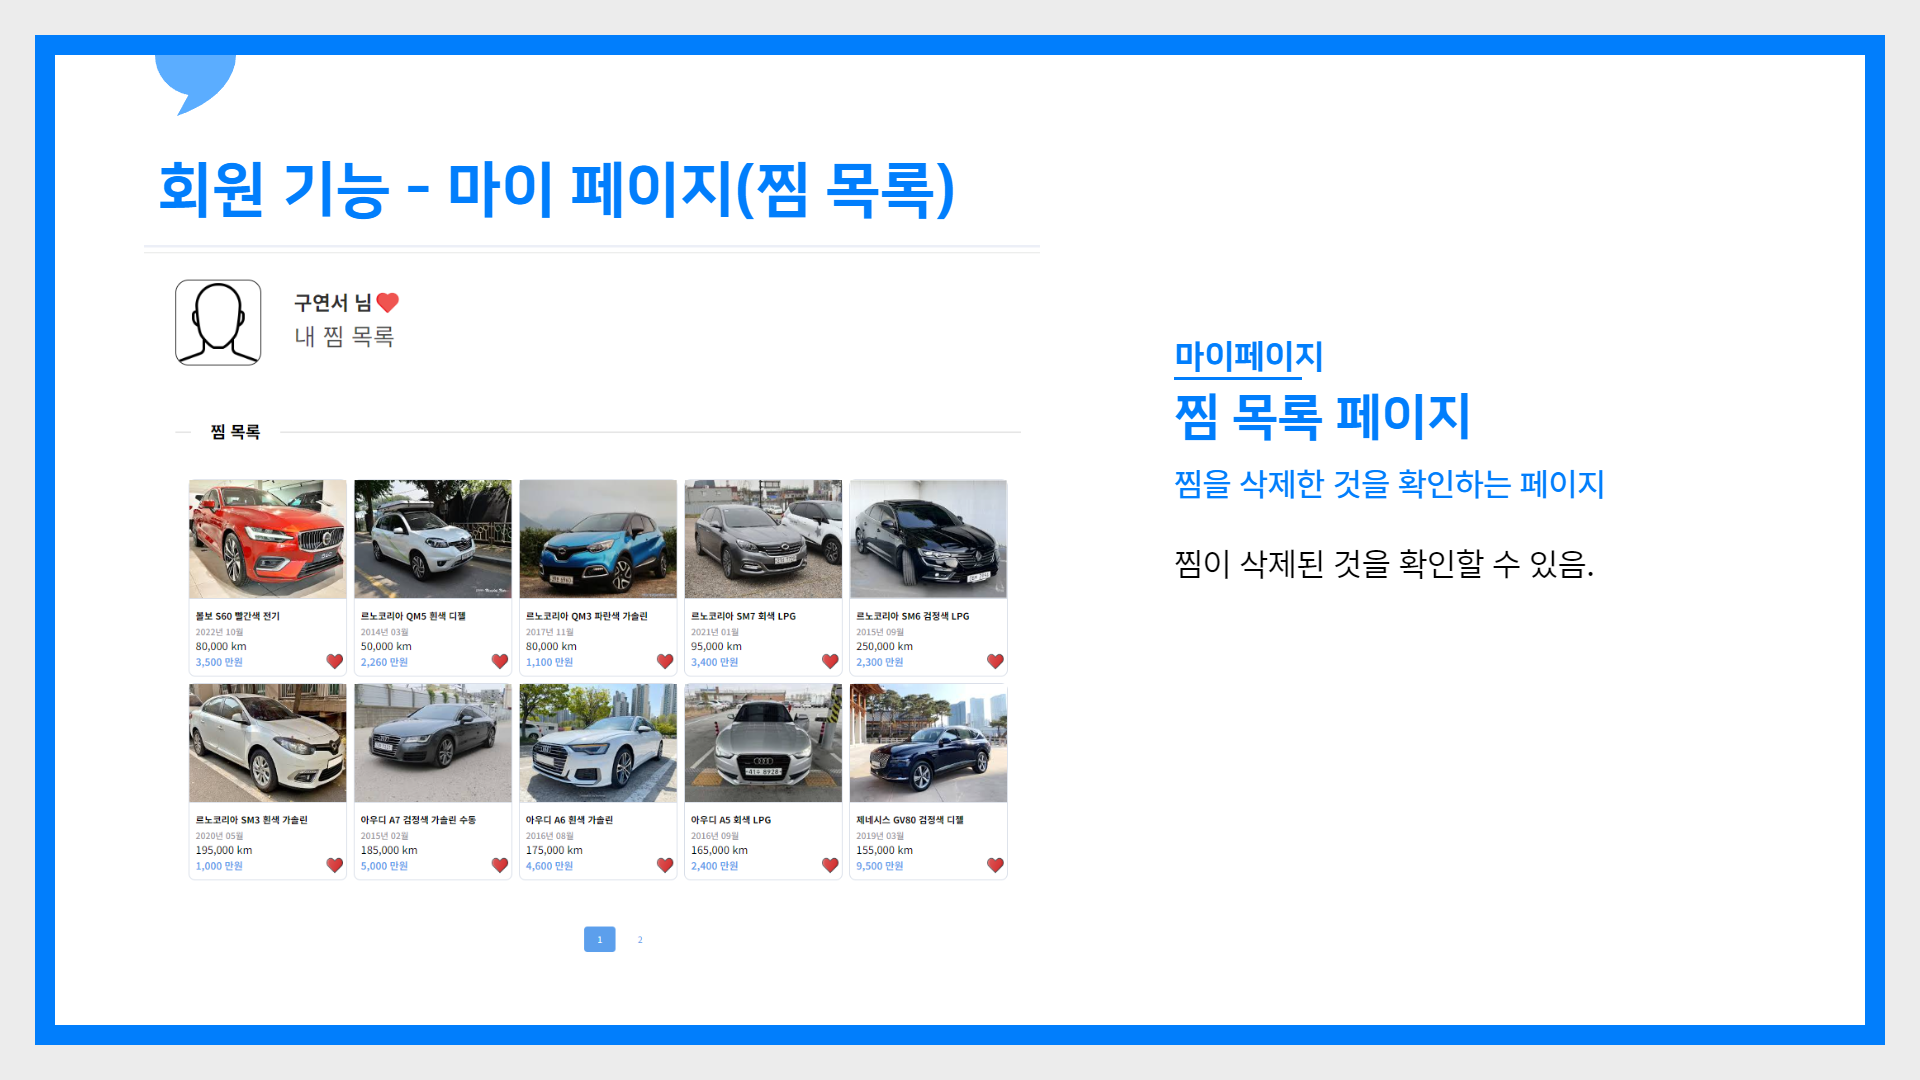 회원 기능 - 마이 페이지(찜 목록)
구연서 님
내 찜 목록
찜 목록
볼보 S60 빨간색 전기
2022년 10월
80,000 km
3,500 만원
르노코리아 QM5 흰색 디젤
2014년 03월
50,000 km
2,260 만원
르노코리아 QM3 파란색 가솔린
2017년 11월
80,000 km
1,100 만원
르노코리아 SM7 회색 LPG
2021년 01월
95,000 km
3,400 만원
르노코리아 SM6 검정색 LPG
2015년 09월
250,000 km
2,300 만원
르노코리아 SM3 흰색 가솔린
2020년 05월
195,000 km
1,000 만원
아우디 A7 검정색 가솔린 수동
2015년 02월
185,000 km
5,000 만원
아우디 A6 흰색 가솔린
2016년 08월
175,000 km
4,600 만원
아우디 A5 회색 LPG
2016년 09월
165,000 km
2,400 만원
제네시스 GV80 검정색 디젤
2019년 03월
155,000 km
9,500 만원
1
2
마이페이지
찜 목록 페이지
찜을 삭제한 것을 확인하는 페이지
찜이 삭제된 것을 확인할 수 있음.